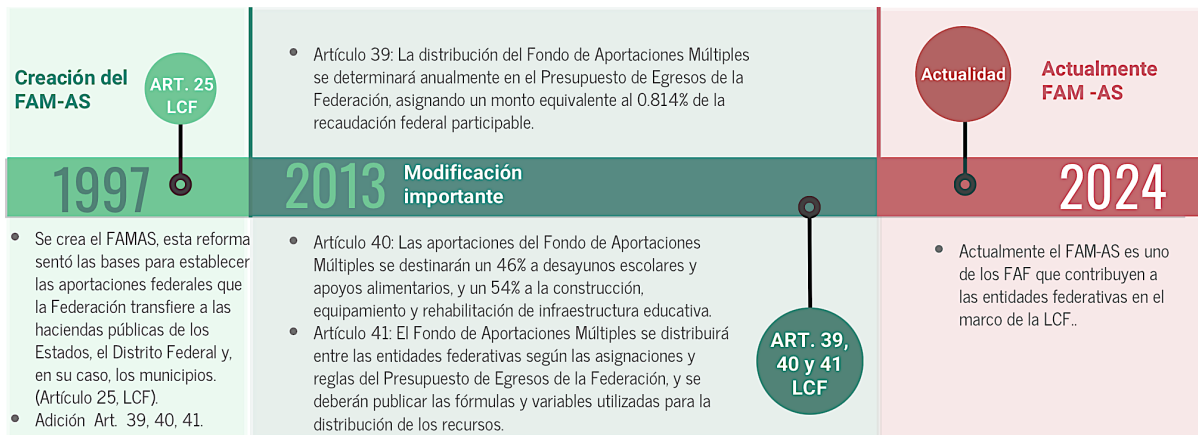 Creación del
FAM-AS
ART. 25
LCF
1997
• Se crea el FAMAS, esta reforma
sentó las bases para establecer
las aportaciones federales que
la Federación transfiere a las
haciendas públicas de los
Estados, el Distrito Federal y,
en su caso, los municipios.
(Artículo 25, LCF).
• Adición Art. 39, 40, 41.
• Artículo 39: La distribución del Fondo de Aportaciones Múltiples
se determinará anualmente en el Presupuesto de Egresos de la
Federación, asignando un monto equivalente al 0.814% de la
recaudación federal participable.
2013
Modificación
importante
• Artículo 40: Las aportaciones del Fondo de Aportaciones
Múltiples se destinarán un 46% a desayunos escolares y
apoyos alimentarios, y un 54% a la construcción,
equipamiento y rehabilitación de infraestructura educativa.
• Artículo 41: El Fondo de Aportaciones Múltiples se distribuirá
entre las entidades federativas según las asignaciones y
reglas del Presupuesto de Egresos de la Federación, y se
deberán publicar las fórmulas y variables utilizadas para la
distribución de los recursos.
ART. 39,
40 y 41
LCF
Actualidad
Actualmente
FAM -AS
2024
• Actualmente el FAM-AS es uno
de los FAF que contribuyen a
las entidades federativas en el
marco de la LCF..